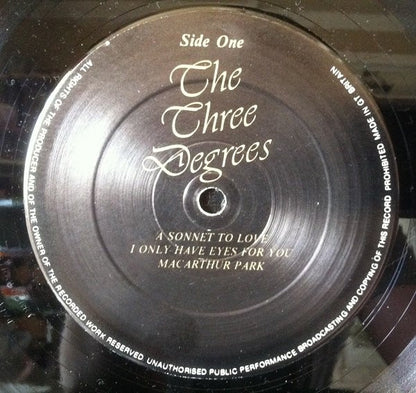 Side One
The
Three
Degrees
A SONNET TO LOVE
I ONLY HAVE EYES FOR YOU
MACARTHUR PARK
ALL RIGHTS OF THE PRODUCER AND OF THE OWNER OF THE RECORDED WORK RESERVED UNAUTHORISED PUBLIC PERFORMANCE BROADCASTING AND COPYING OF THIS RECORD PROHIBITED MADE IN GT BRITAIN